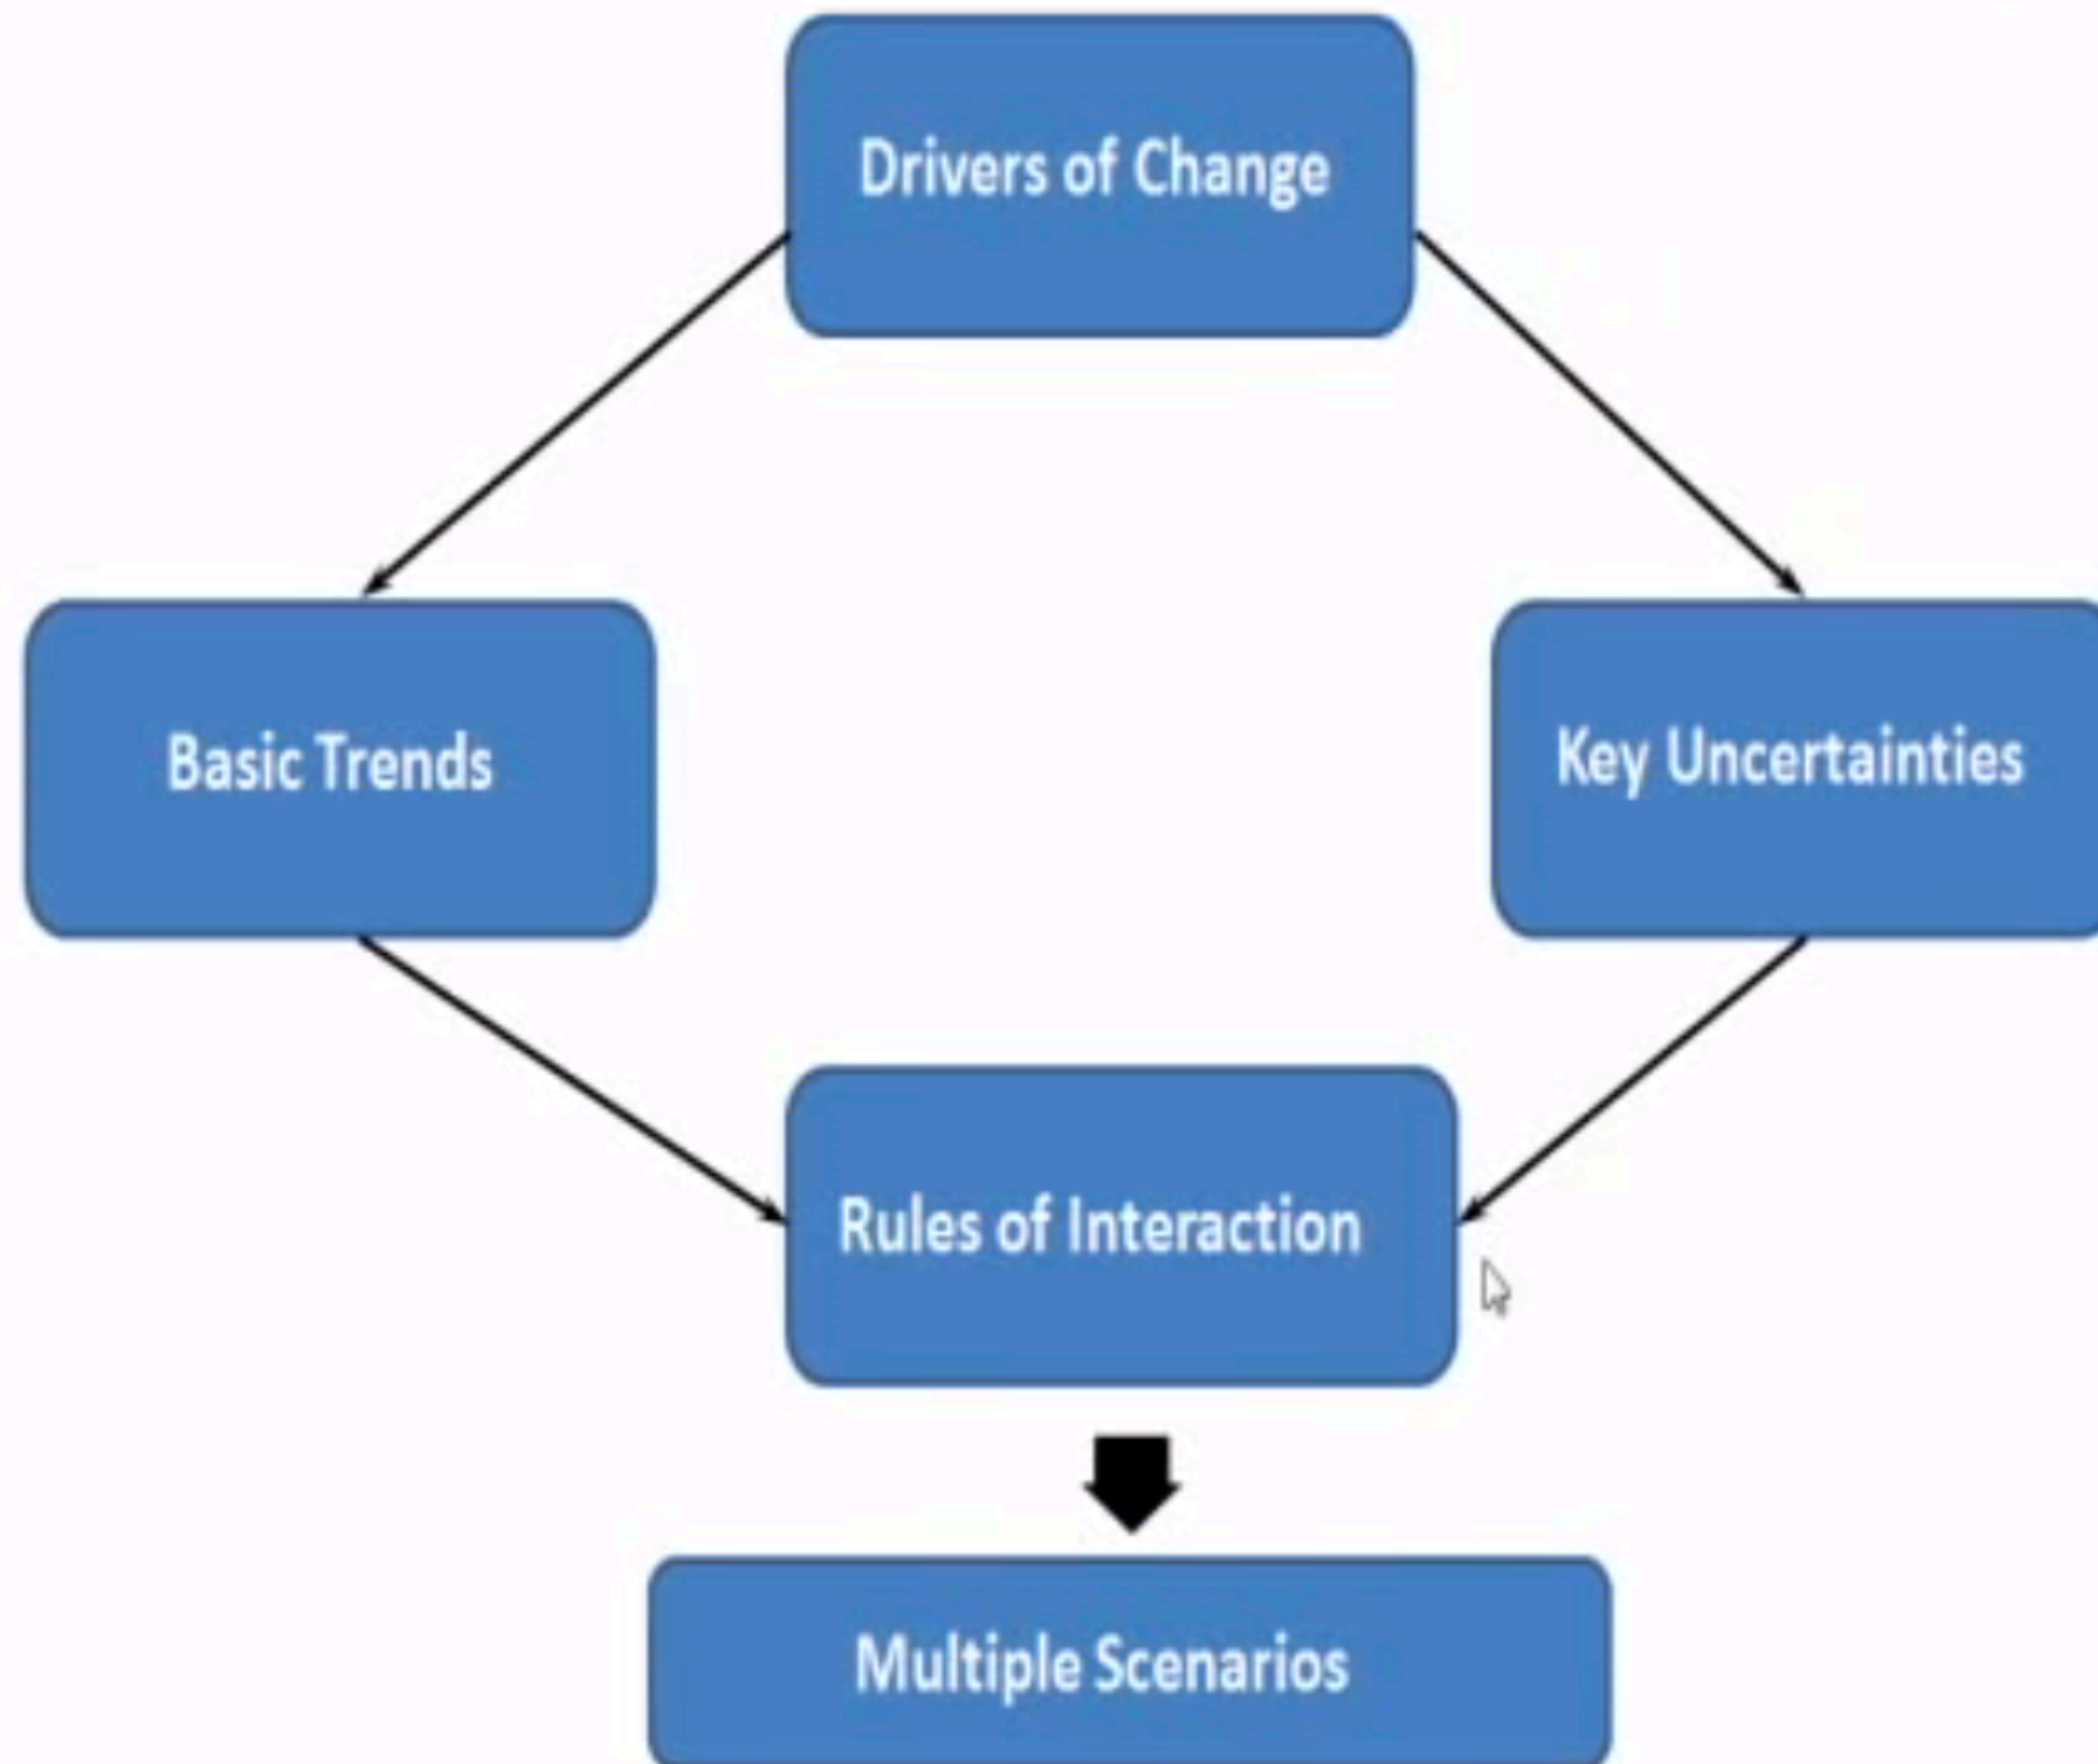 Drivers of Change
Basic Trends
Key Uncertainties
Rules of Interaction
Multiple Scenarios